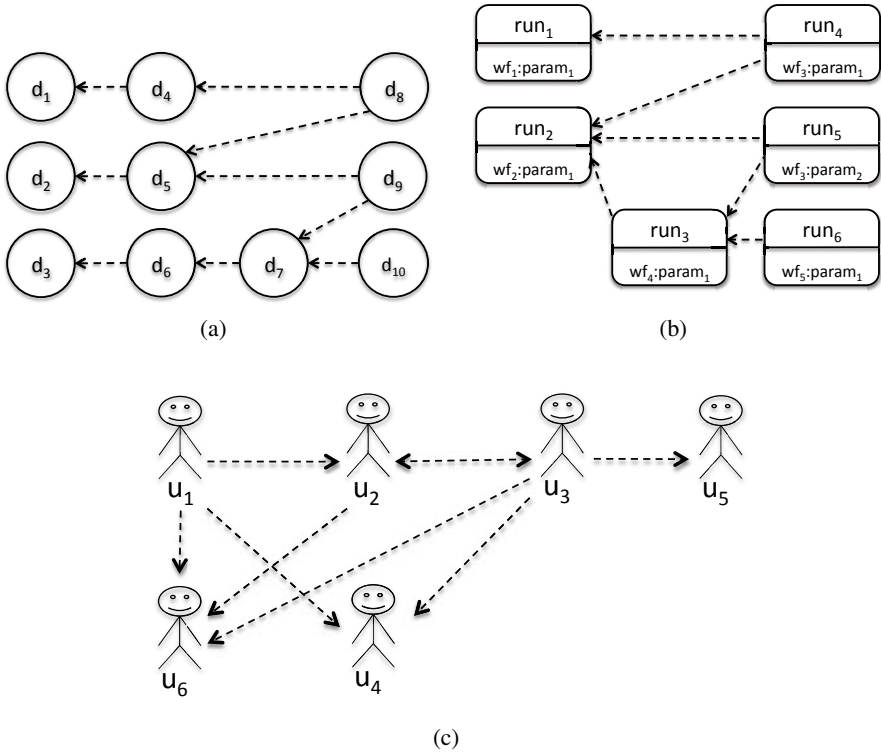 d₁ d₄ d₈
d₂ d₅ d₉
d₃ d₆ d₇ d₁₀
(a)
run₁ run₄
wf₁:param₁ wf₃:param₁
run₂ run₅
wf₂:param₁ wf₃:param₂
run₃ run₆
wf₄:param₁ wf₅:param₁
(b)
u₁ u₂ u₃ u₅
u₆ u₄
(c)